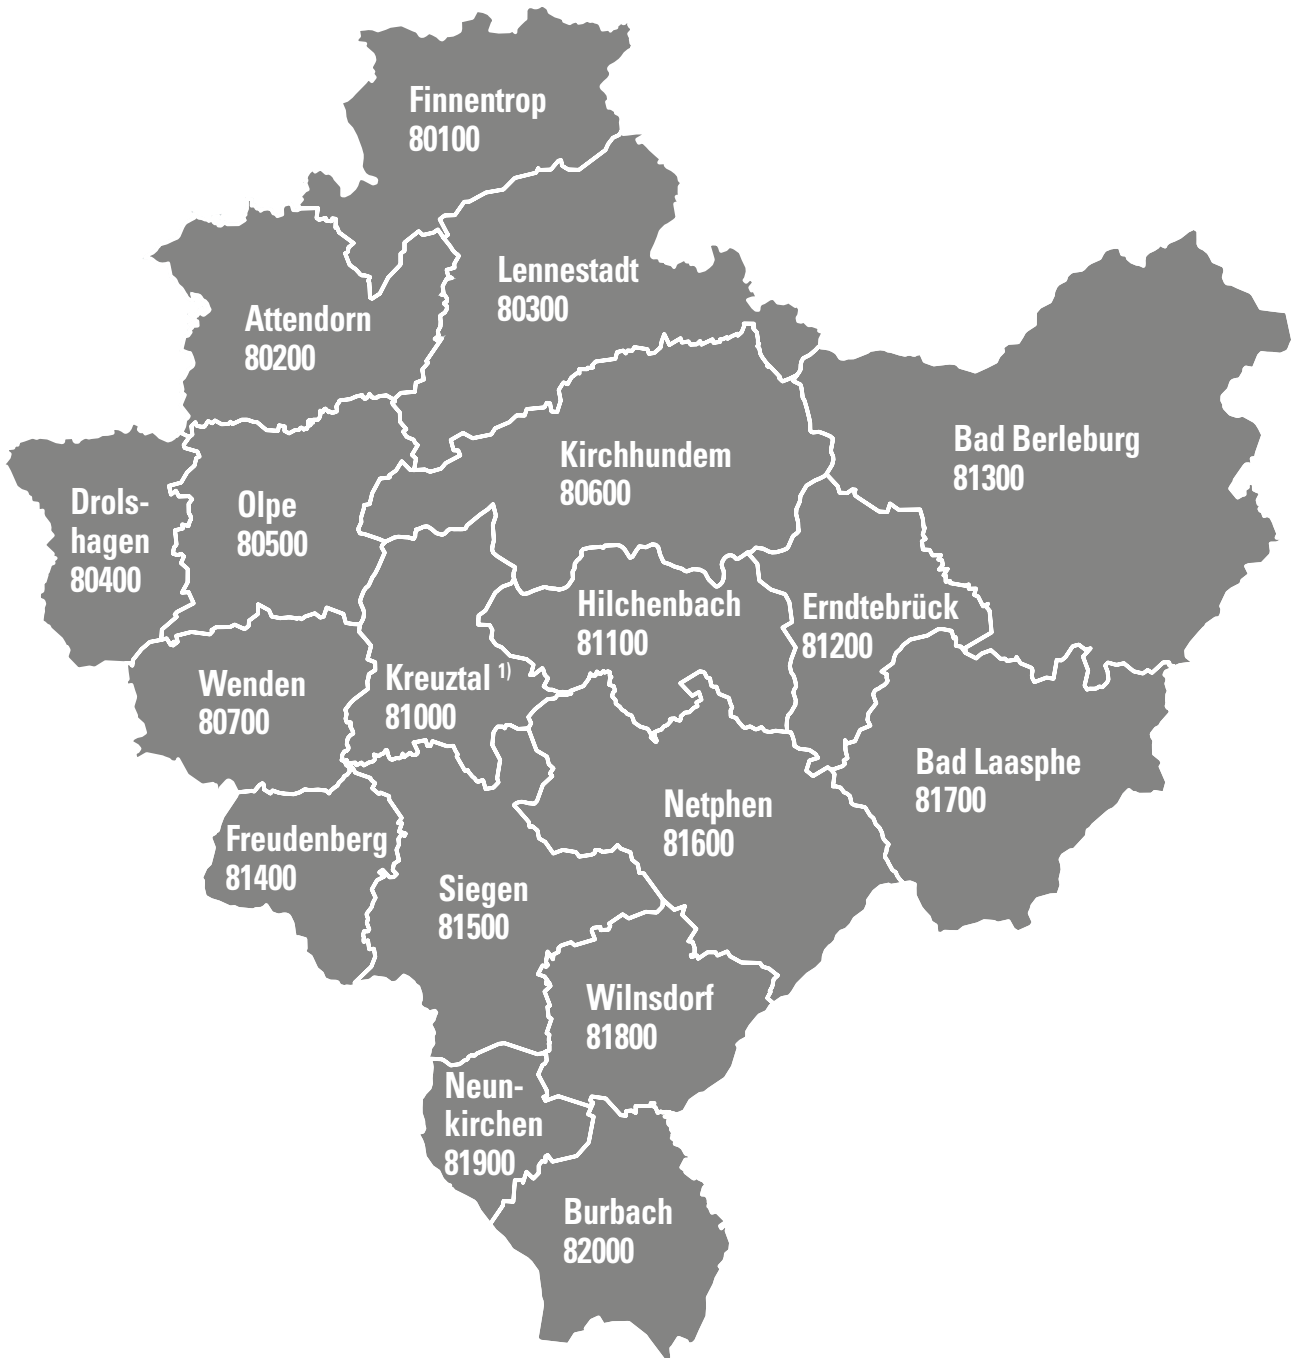 Finnentrop
80100
Lennestadt
80300
Attendorn
80200
Bad Berleburg
81300
Kirchhundem
80600
Drols-
hagen
80400
Olpe
80500
Hilchenbach
81100
Erndtebrück
81200
Wenden
80700
Kreuztal 1)
81000
Bad Laasphe
81700
Netphen
81600
Freudenberg
81400
Siegen
81500
Wilnsdorf
81800
Neun-
kirchen
81900
Burbach
82000